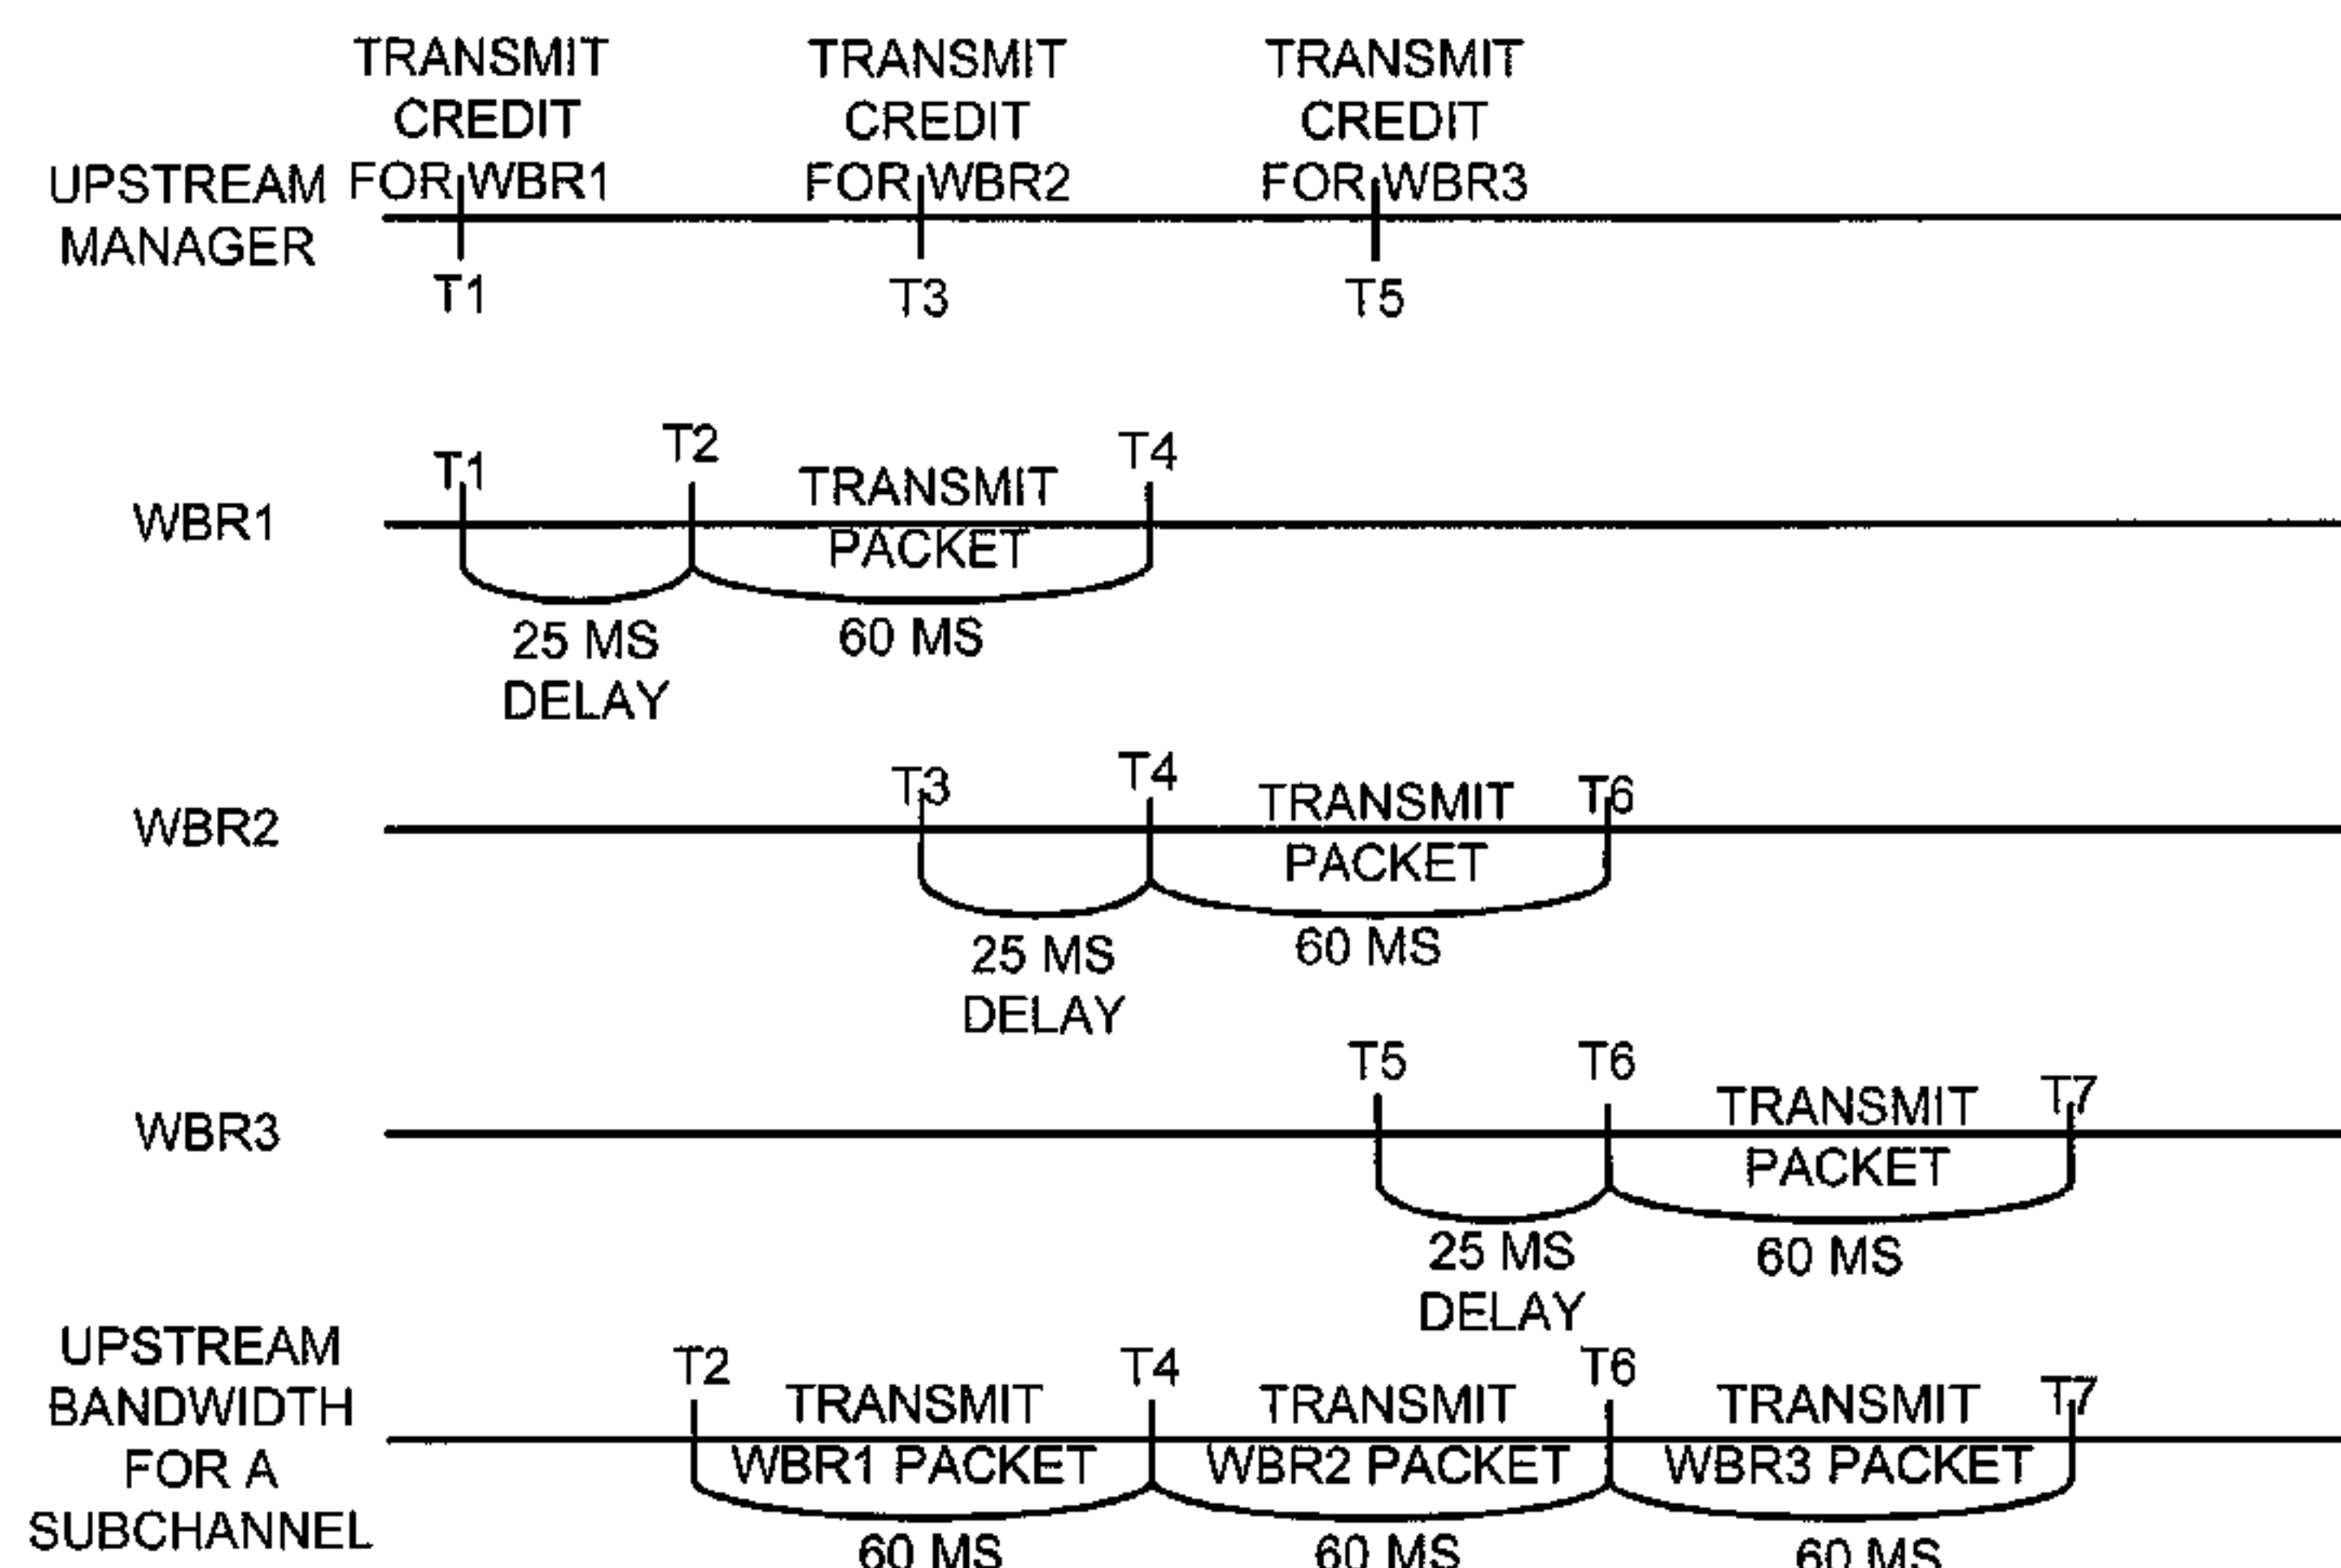 TRANSMIT
CREDIT
FOR WBR1
TRANSMIT
CREDIT
FOR WBR2
TRANSMIT
CREDIT
FOR WBR3
UPSTREAM
MANAGER
T1
T3
T5
WBR1
T1
T2
T4
TRANSMIT
PACKET
25 MS
DELAY
60 MS
WBR2
T3
T4
T6
TRANSMIT
PACKET
25 MS
DELAY
60 MS
WBR3
T5
T6
T7
TRANSMIT
PACKET
25 MS
DELAY
60 MS
UPSTREAM
BANDWIDTH
FOR A
SUBCHANNEL
T2
T4
T6
T7
TRANSMIT
WBR1 PACKET
TRANSMIT
WBR2 PACKET
TRANSMIT
WBR3 PACKET
60 MS
60 MS
60 MS